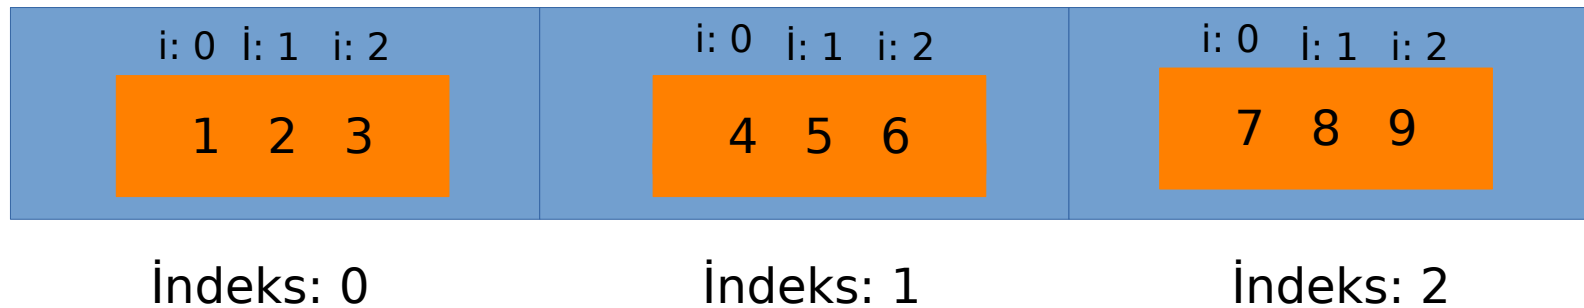 i: 0 İ: 1 i: 2 i: 0 i: 1 i: 2 i: 0 i: 1 i: 2
1 2 3 4 5 6 7 8 9
İndeks: 0 İndeks: 1 İndeks: 2